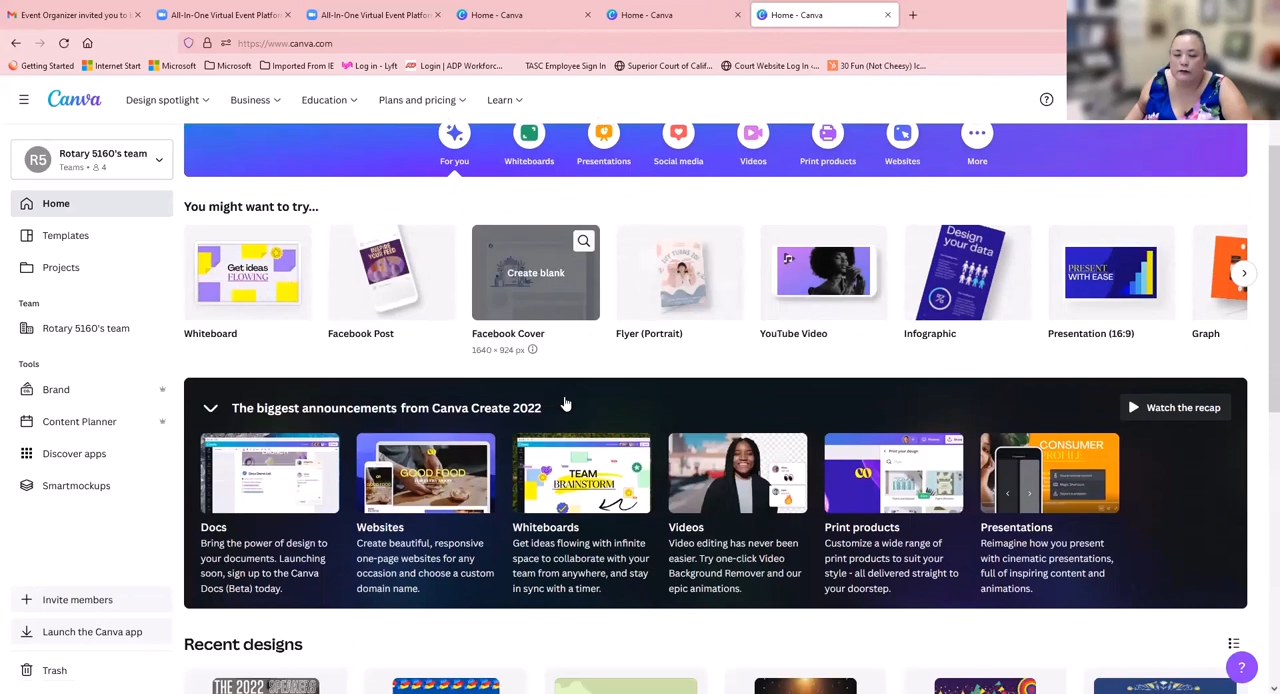 Event Organizer invited you to
All-In-One Virtual Event Platfor
All-In-One Virtual Event Platfor
Home - Canva
Home - Canva
Home - Canva
https://www.canva.com
Getting Started
Internet Start
Microsoft
Microsoft
Imported From IE
Log in - Lyft
Login | ADP Workforc...
TASC Employee Sign In
Superior Court of Calif...
Court Website Log In ‹...
30 Fun (Not Cheesy) Ic...
Canva
Design spotlight
Business
Education
Plans and pricing
Learn
R5
Rotary 5160's team
Teams • 4
Home
Templates
Projects
Team
Rotary 5160's team
Tools
Brand
Content Planner
Discover apps
Smartmockups
Invite members
Launch the Canva app
Trash
For you
Whiteboards
Presentations
Social media
Videos
Print products
Websites
More
You might want to try...
Get ideas
FLOWING
INSPIRE
YOUR FEED
Create blank
Design
your data
PRESENT
WITH EASE
Whiteboard
Facebook Post
Facebook Cover
1640 × 924 px
Flyer (Portrait)
YouTube Video
Infographic
Presentation (16:9)
Graph
The biggest announcements from Canva Create 2022
Watch the recap
GOOD FOOD
TEAM
BRAINSTORM
CONSUMER
PROFILE
Docs
Bring the power of design to
your documents. Launching
soon, sign up to the Canva
Docs (Beta) today.
Websites
Create beautiful, responsive
one-page websites for any
occasion and choose a custom
domain name.
Whiteboards
Get ideas flowing with infinite
space to collaborate with your
team from anywhere, and stay
in sync with a timer.
Videos
Video editing has never been
easier. Try one-click Video
Background Remover and our
epic animations.
Print products
Customize a wide range of
print products to suit your
style - all delivered straight to
your doorstep.
Presentations
Reimagine how you present
with cinematic presentations,
full of inspiring content and
animations.
Recent designs
THE 2022 SPEAKERS